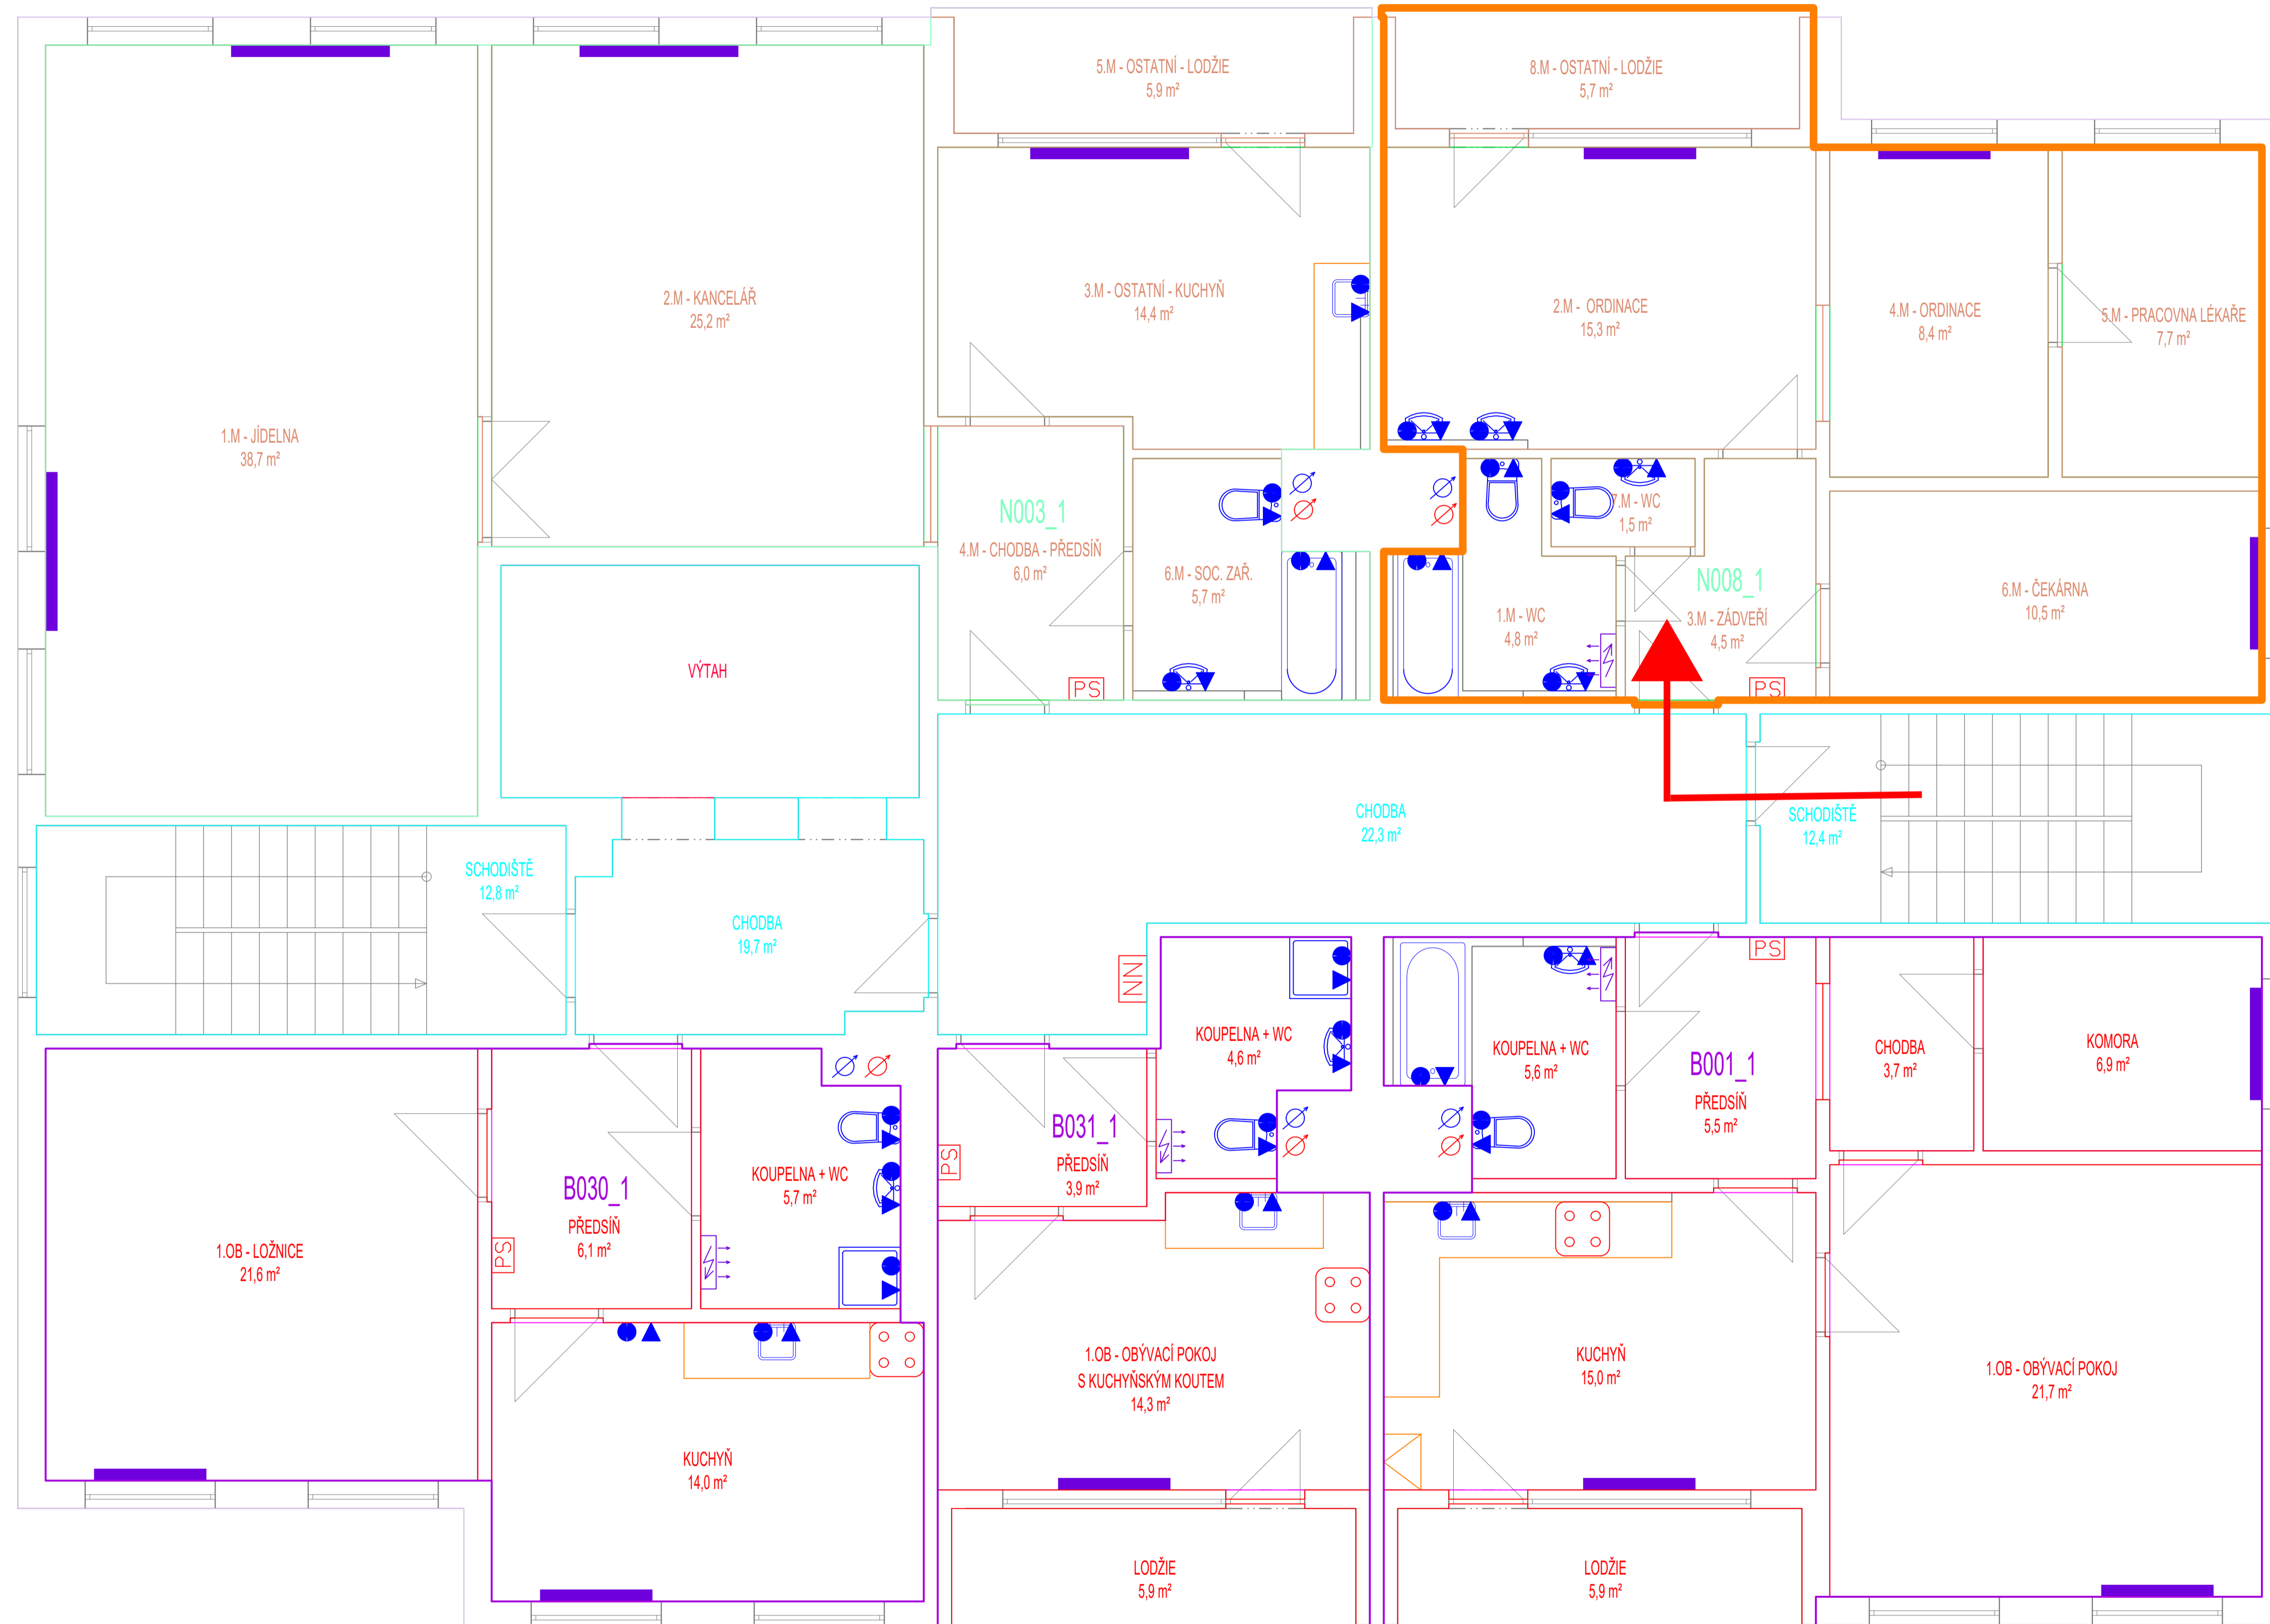 5.M - OSTATNÍ - LODŽIE
5,9 m²
8.M - OSTATNÍ - LODŽIE
5,7 m²
1.M - JÍDELNA
38,7 m²
2.M - KANCELÁŘ
25,2 m²
3.M - OSTATNÍ - KUCHYŇ
14,4 m²
2.M - ORDINACE
15,3 m²
4.M - ORDINACE
8,4 m²
5.M - PRACOVNA LÉKAŘE
7,7 m²
N003_1
4.M - CHODBA - PŘEDSÍŇ
6,0 m²
6.M - SOC. ZAŘ.
5,7 m²
7.M - WC
1,5 m²
1.M - WC
4,8 m²
N008_1
3.M - ZÁDVEŘÍ
4,5 m²
6.M - ČEKÁRNA
10,5 m²
PS
PS
VÝTAH
CHODBA
22,3 m²
SCHODIŠTĚ
12,4 m²
SCHODIŠTĚ
12,8 m²
CHODBA
19,7 m²
NN
KOUPELNA + WC
4,6 m²
KOUPELNA + WC
5,6 m²
PS
B001_1
PŘEDSÍŇ
5,5 m²
CHODBA
3,7 m²
KOMORA
6,9 m²
1.OB - LOŽNICE
21,6 m²
B030_1
PŘEDSÍŇ
6,1 m²
PS
KOUPELNA + WC
5,7 m²
PS
B031_1
PŘEDSÍŇ
3,9 m²
KUCHYŇ
14,0 m²
1.OB - OBÝVACÍ POKOJ
S KUCHYŇSKÝM KOUTEM
14,3 m²
KUCHYŇ
15,0 m²
1.OB - OBÝVACÍ POKOJ
21,7 m²
LODŽIE
5,9 m²
LODŽIE
5,9 m²